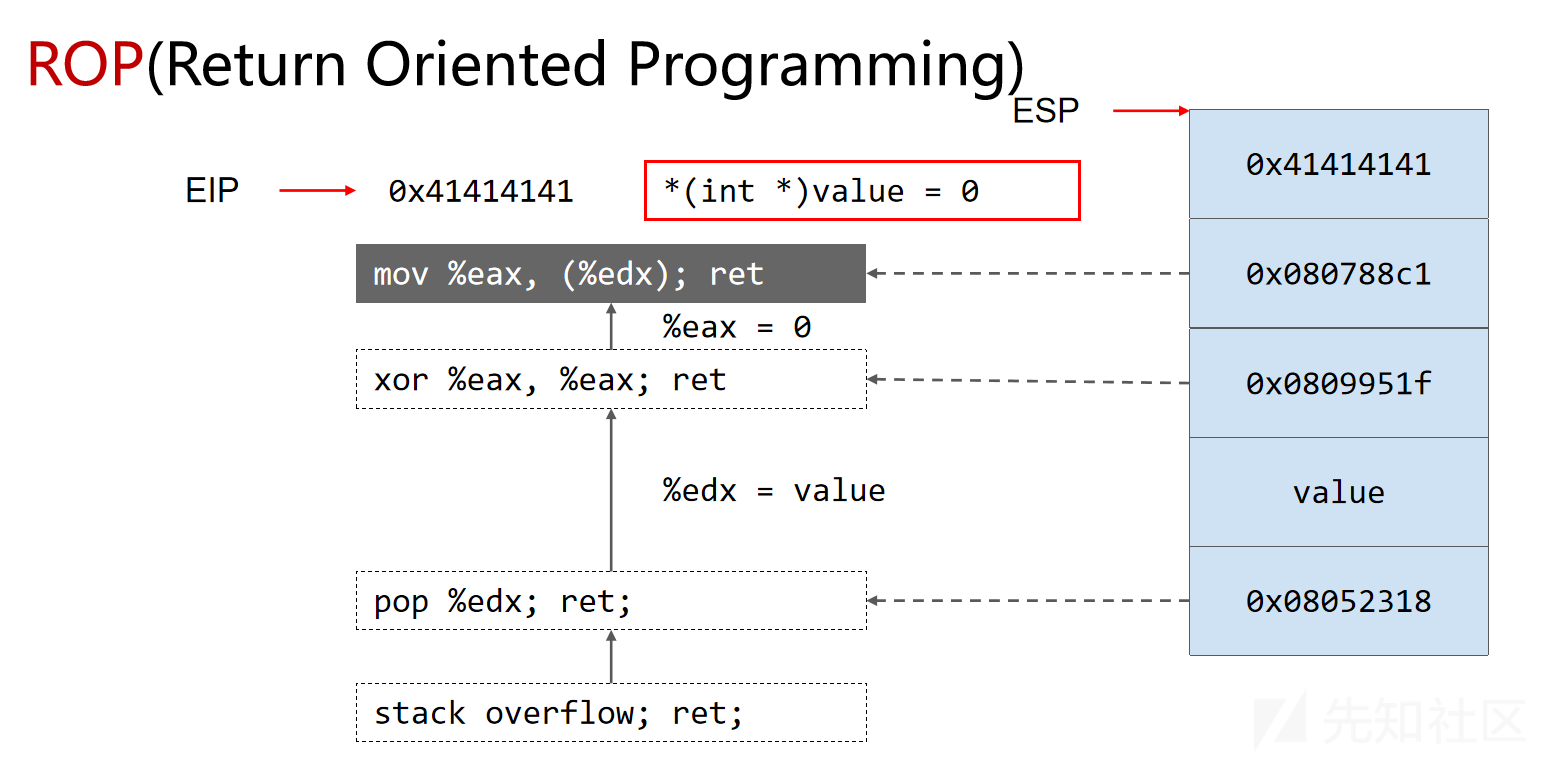 ROP(Return Oriented Programming)
ESP
0x41414141
EIP
0x41414141
*(int *)value = 0
mov %eax, (%edx); ret
0x080788c1
%eax = 0
xor %eax, %eax; ret
0x0809951f
%edx = value
value
pop %edx; ret;
0x08052318
stack overflow; ret;
先知社区